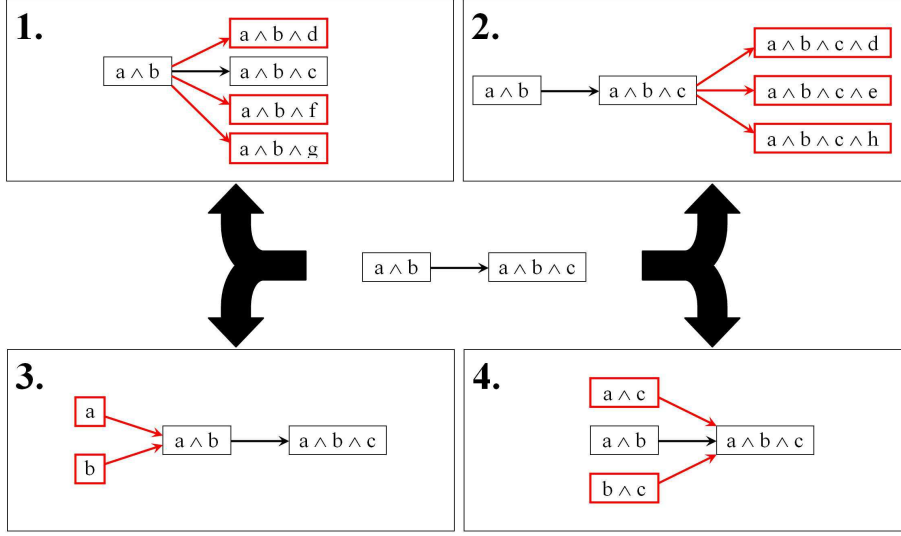 1.
a ∧ b ∧ d
a ∧ b
a ∧ b ∧ c
a ∧ b ∧ f
a ∧ b ∧ g
2.
a ∧ b ∧ c ∧ d
a ∧ b
a ∧ b ∧ c
a ∧ b ∧ c ∧ e
a ∧ b ∧ c ∧ h
a ∧ b
a ∧ b ∧ c
3.
a
a ∧ b
a ∧ b ∧ c
b
4.
a ∧ c
a ∧ b
a ∧ b ∧ c
b ∧ c